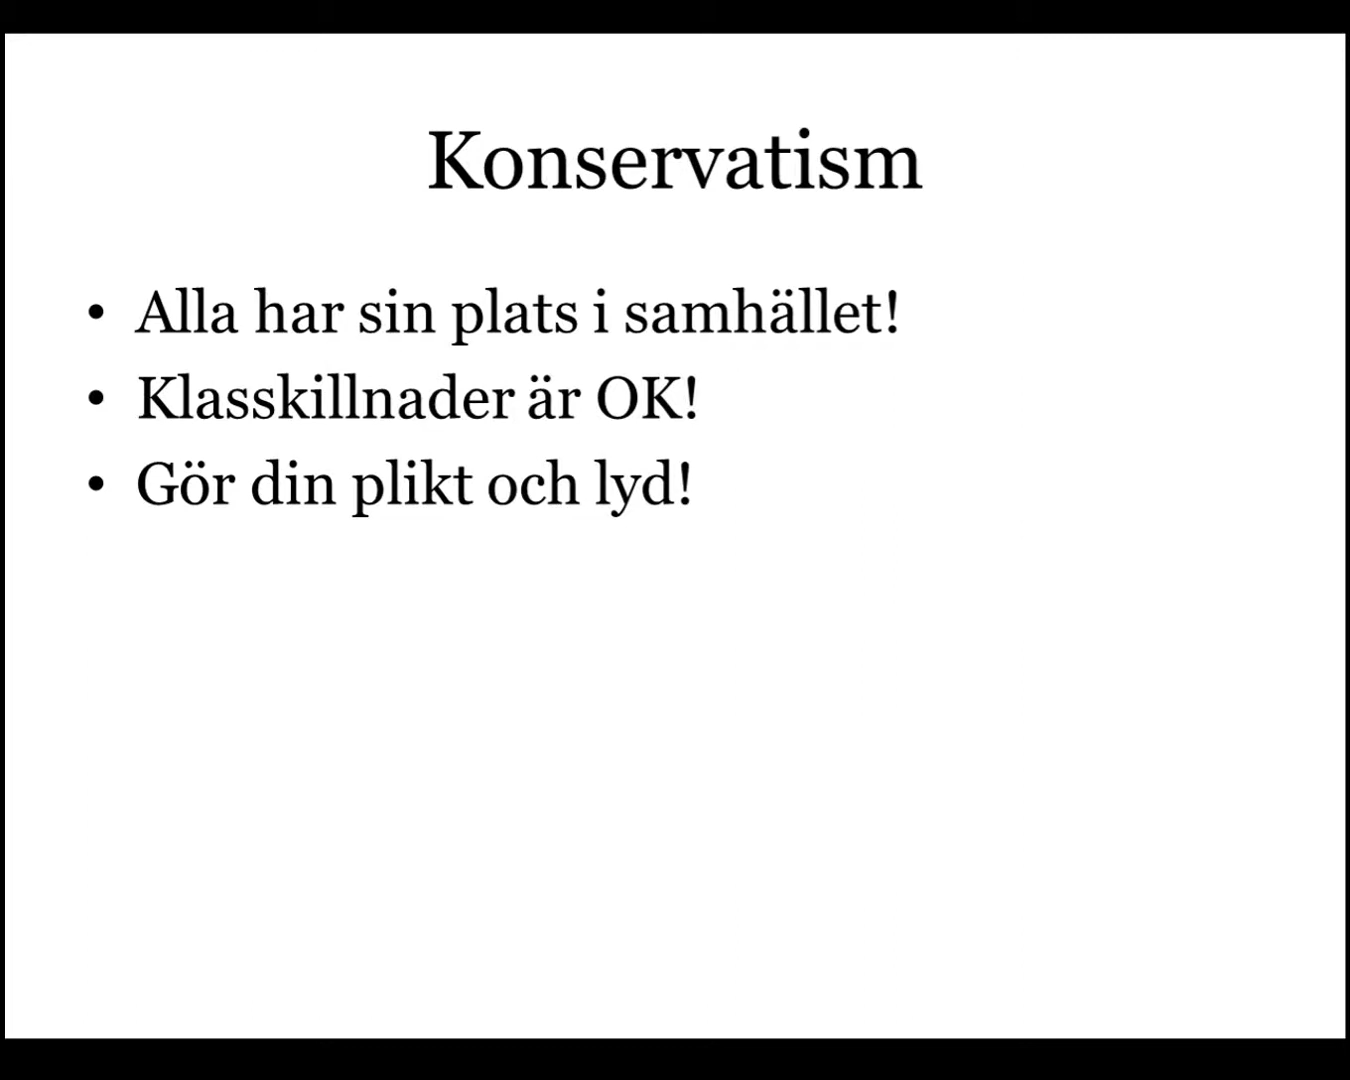 Konservatism
• Alla har sin plats i samhället!
• Klasskillnader är OK!
• Gör din plikt och lyd!